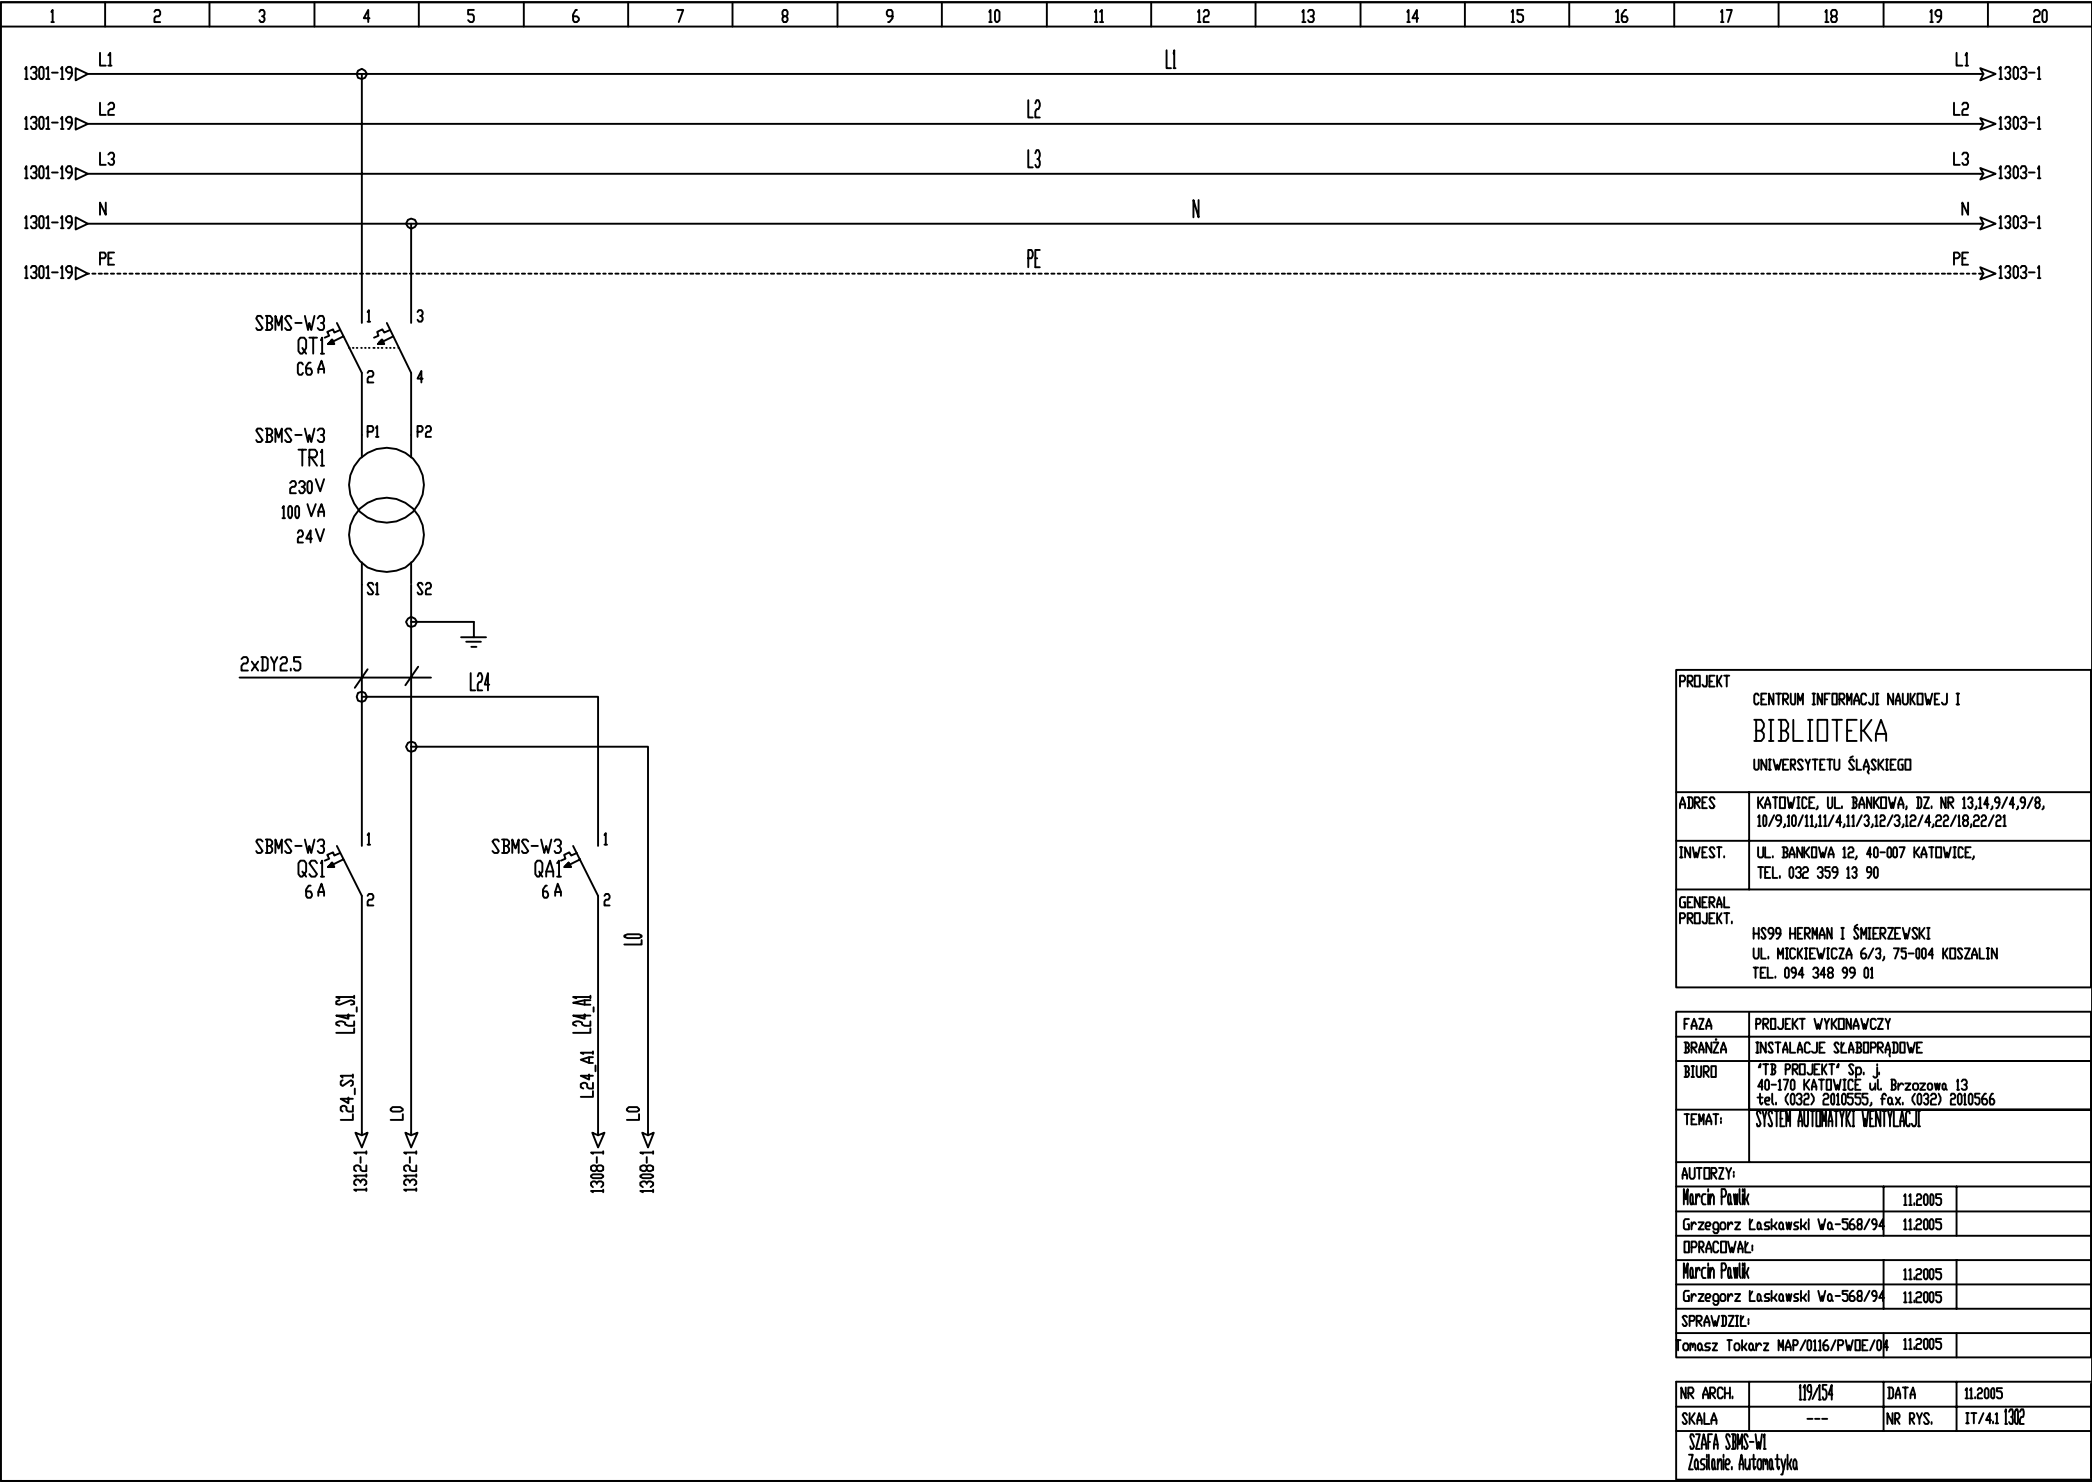 1 2 3 4 5 6 7 8 9 10 11 12 13 14 15 16 17 18 19 20
L1 L1 L1
1301-19 1303-1
L2 L2 L2
1301-19 1303-1
L3 L3 L3
1301-19 1303-1
N N N
1301-19 1303-1
PE PE PE
1301-19 1303-1
SBMS-W3 1 3
QT1
C6 A 2 4
SBMS-W3 P1 P2
TR1
230V
100 VA
24V
S1 S2
2xDY2.5
L24
SBMS-W3 1
QS1
6 A 2
SBMS-W3 1
QA1
6 A 2
L0
L24_S1
L24_A1
L24_S1
L0
L24_A1
L0
1312-1
1312-1
1308-1
1308-1
PROJEKT
CENTRUM INFORMACJI NAUKOWEJ I
BIBLIOTEKA
UNIWERSYTETU ŚLĄSKIEGO
ADRES KATOWICE, UL. BANKOWA, DZ. NR 13,14,9/4,9/8,
10/9,10/11,11/4,11/3,12/3,12/4,22/18,22/21
INWEST. UL. BANKOWA 12, 40-007 KATOWICE,
TEL. 032 359 13 90
GENERAL
PROJEKT.
HS99 HERMAN I ŚMIERZEWSKI
UL. MICKIEWICZA 6/3, 75-004 KOSZALIN
TEL. 094 348 99 01
FAZA PROJEKT WYKONAWCZY
BRANŻA INSTALACJE SŁABOPRĄDOWE
BIURO "TB PROJEKT" Sp. j.
40-170 KATOWICE ul. Brzozowa 13
tel. (032) 2010555, fax. (032) 2010566
TEMAT: SYSTEM AUTOMATYKI WENTYLACJI
AUTORZY:
Marcin Pawlik 11.2005
Grzegorz Łaskawski Wa-568/94 11.2005
OPRACOWAŁ:
Marcin Pawlik 11.2005
Grzegorz Łaskawski Wa-568/94 11.2005
SPRAWDZIŁ:
Tomasz Tokarz MAP/0116/PWOE/04 11.2005
NR ARCH. 119/154 DATA 11.2005
SKALA --- NR RYS. IT/4.1 1302
SZAFA SBMS-W1
Zasilanie. Automatyka